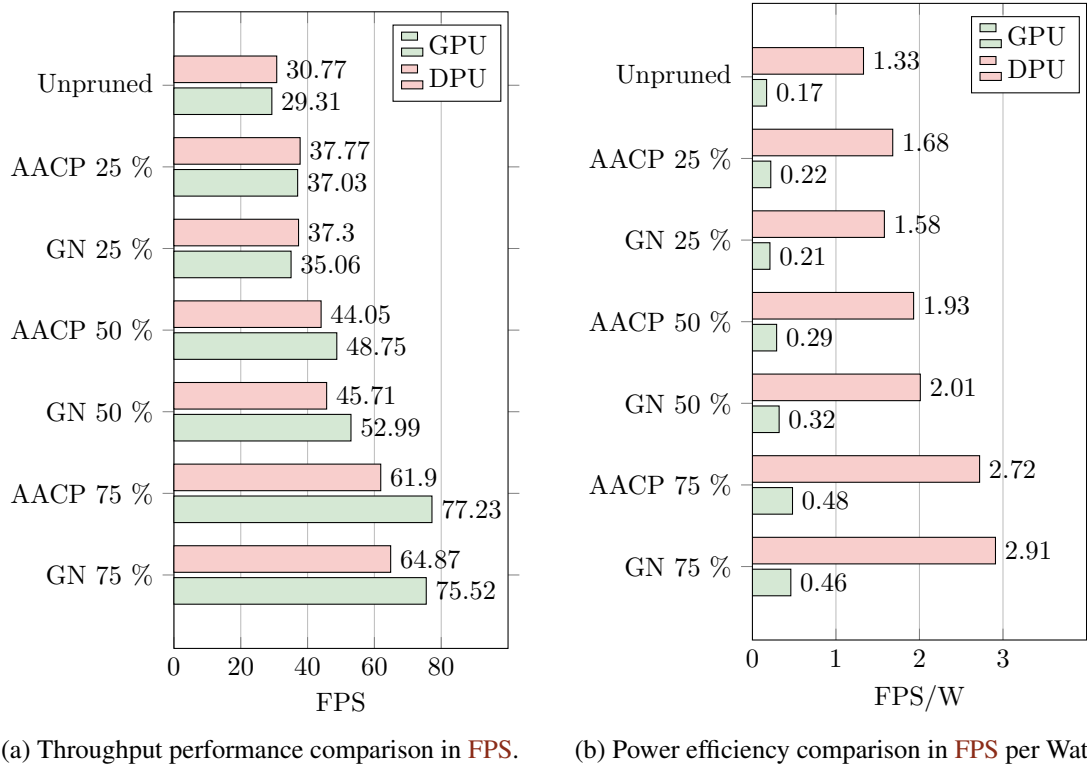 GPU
DPU
Unpruned
30.77
29.31
AACP 25 %
37.77
37.03
GN 25 %
37.3
35.06
AACP 50 %
44.05
48.75
GN 50 %
45.71
52.99
AACP 75 %
61.9
77.23
GN 75 %
64.87
75.52
0 20 40 60 80
FPS
(a) Throughput performance comparison in FPS.
GPU
DPU
Unpruned
1.33
0.17
AACP 25 %
1.68
0.22
GN 25 %
1.58
0.21
AACP 50 %
1.93
0.29
GN 50 %
2.01
0.32
AACP 75 %
2.72
0.48
GN 75 %
2.91
0.46
0 1 2 3
FPS/W
(b) Power efficiency comparison in FPS per Wat